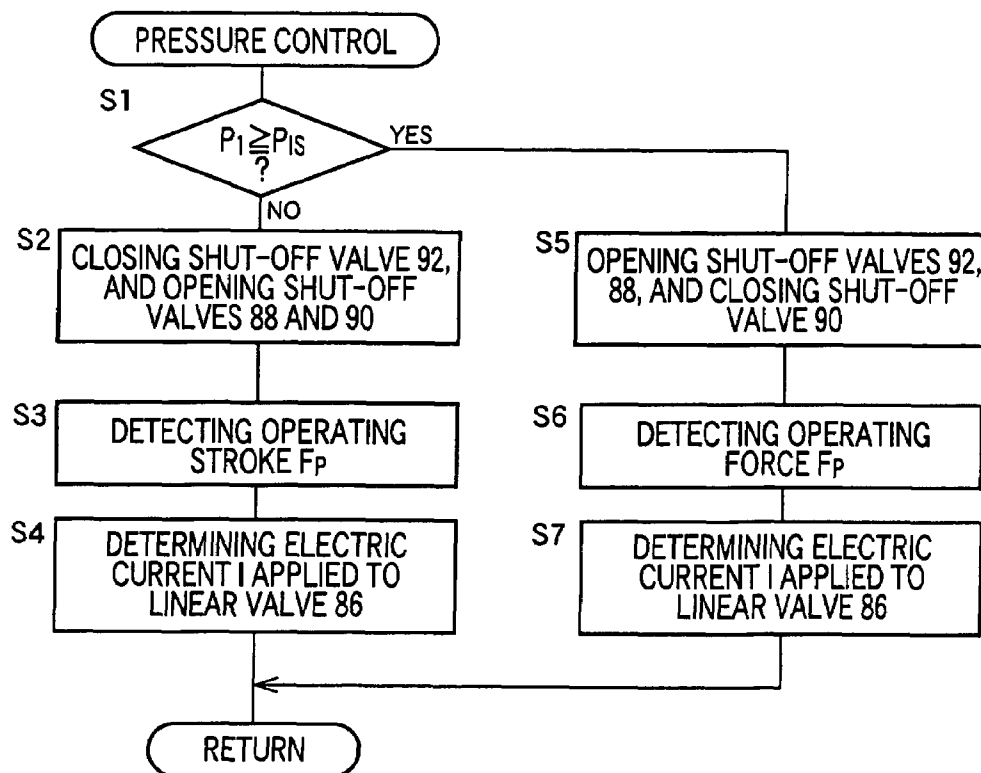 PRESSURE CONTROL
S1
P1≧PIS
?
YES
NO
S2
CLOSING SHUT-OFF VALVE 92,
AND OPENING SHUT-OFF
VALVES 88 AND 90
S3
DETECTING OPERATING
STROKE FP
S4
DETERMINING ELECTRIC
CURRENT I APPLIED TO
LINEAR VALVE 86
S5
OPENING SHUT-OFF VALVES 92,
88, AND CLOSING SHUT-OFF
VALVE 90
S6
DETECTING OPERATING
FORCE FP
S7
DETERMINING ELECTRIC
CURRENT I APPLIED TO
LINEAR VALVE 86
RETURN